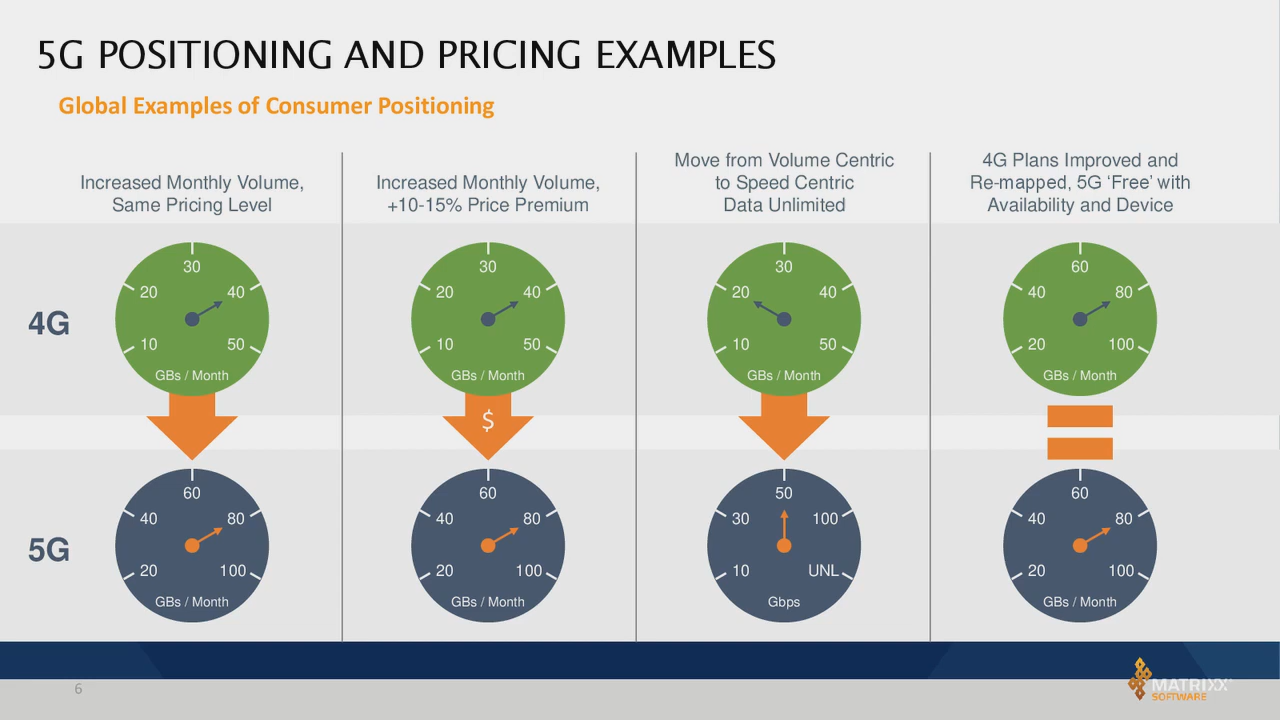 5G POSITIONING AND PRICING EXAMPLES
Global Examples of Consumer Positioning
Increased Monthly Volume,
Same Pricing Level
Increased Monthly Volume,
+10-15% Price Premium
Move from Volume Centric
to Speed Centric
Data Unlimited
4G Plans Improved and
Re-mapped, 5G ‘Free’ with
Availability and Device
4G
10
20
30
40
50
GBs / Month
10
20
30
40
50
GBs / Month
10
20
30
40
50
GBs / Month
20
40
60
80
100
GBs / Month
$
5G
20
40
60
80
100
GBs / Month
20
40
60
80
100
GBs / Month
10
30
50
100
UNL
Gbps
20
40
60
80
100
GBs / Month
6
MATRIXX
SOFTWARE